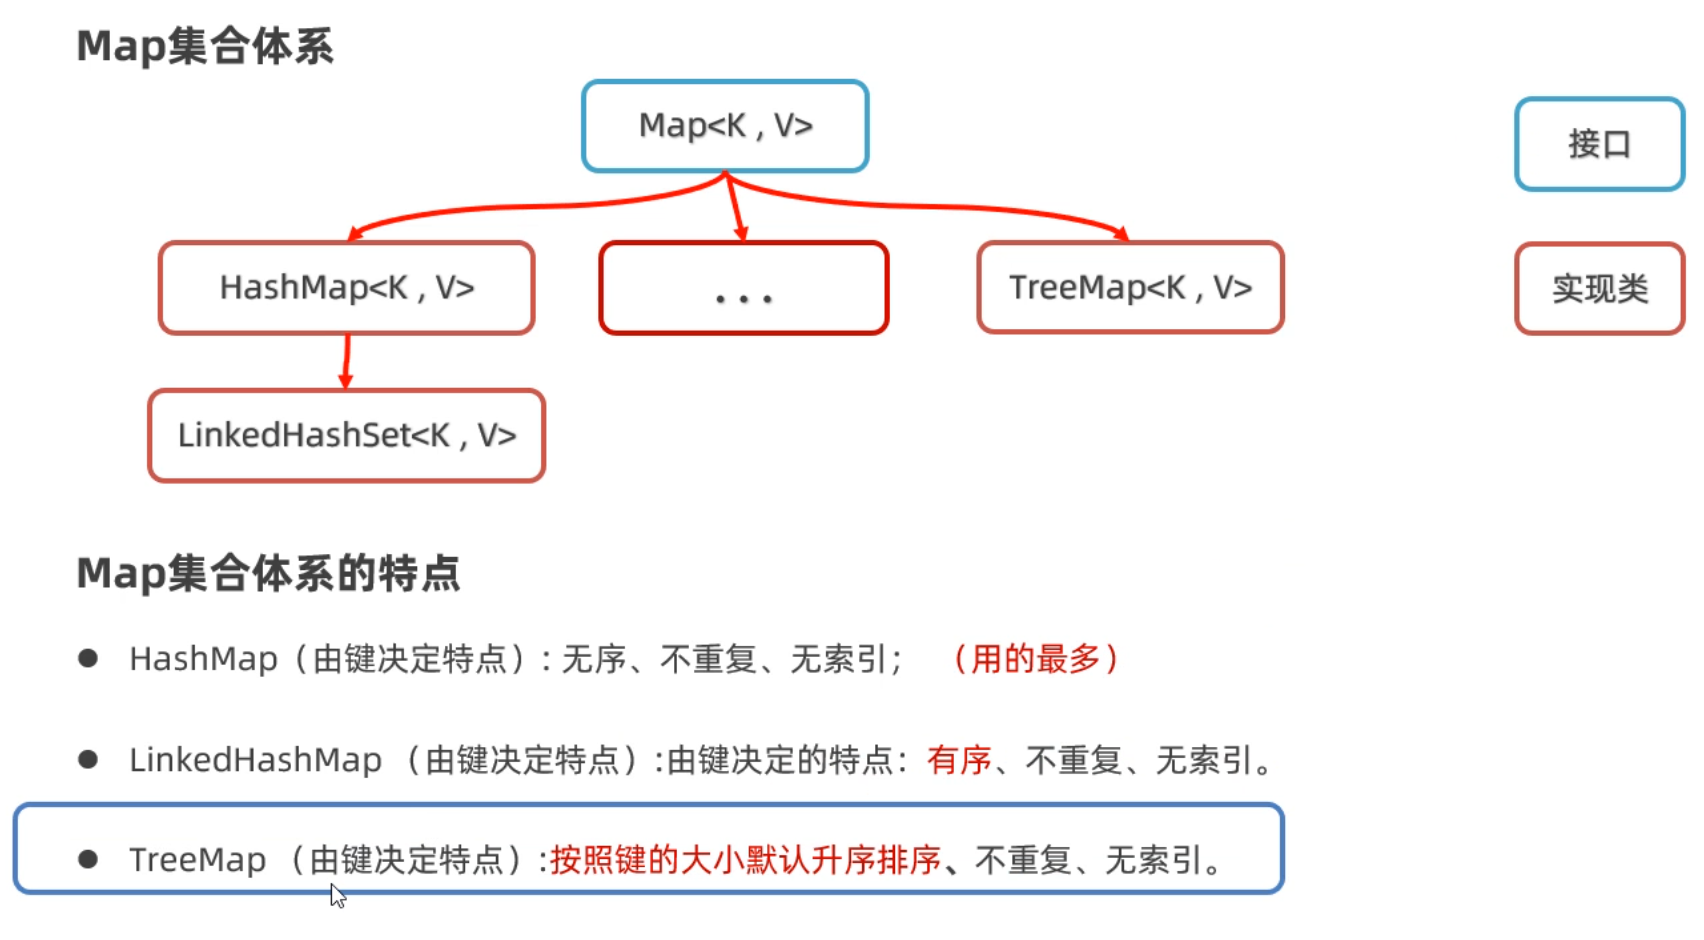 Map集合体系
Map<K , V>
接口
HashMap<K , V>
...
TreeMap<K , V>
实现类
LinkedHashSet<K , V>
Map集合体系的特点
● HashMap（由键决定特点）: 无序、不重复、无索引； （用的最多）
● LinkedHashMap （由键决定特点）:由键决定的特点：有序、不重复、无索引。
● TreeMap （由键决定特点）:按照键的大小默认升序排序、不重复、无索引。